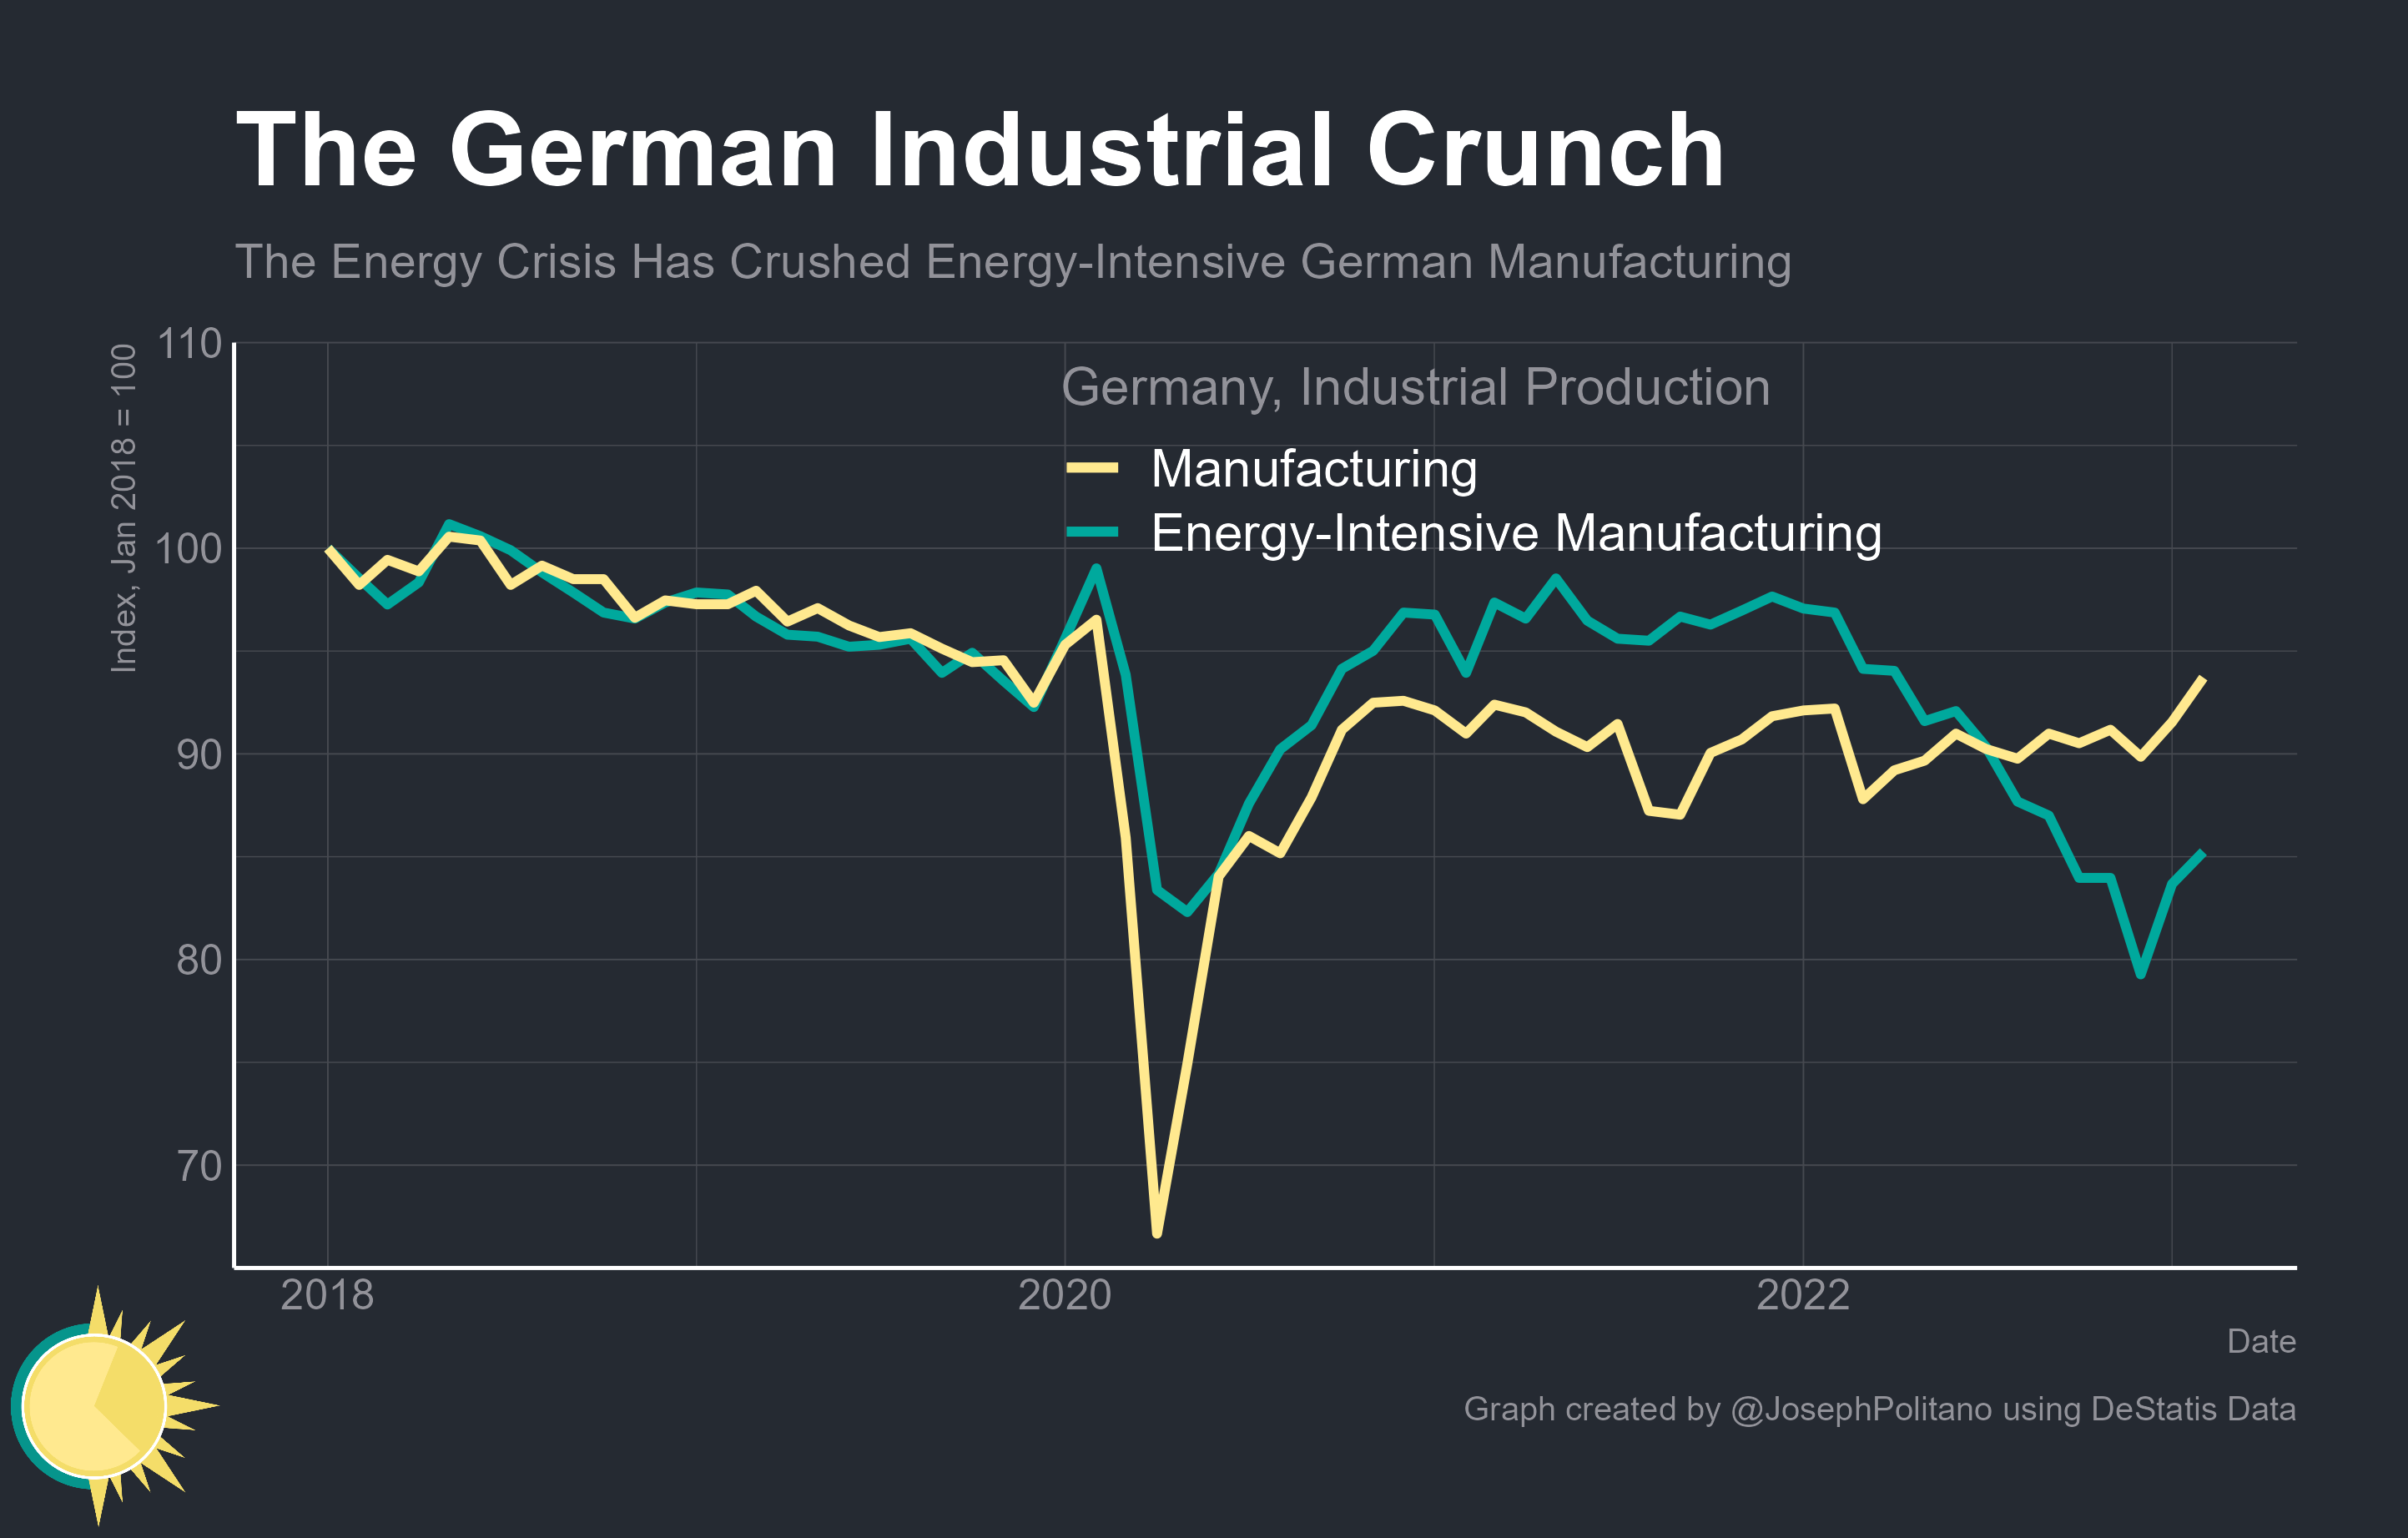 The German Industrial Crunch
The Energy Crisis Has Crushed Energy-Intensive German Manufacturing
Index, Jan 2018 = 100
110
100
90
80
70
Germany, Industrial Production
Manufacturing
Energy-Intensive Manufacturing
2018
2020
2022
Date
Graph created by @JosephPolitano using DeStatis Data